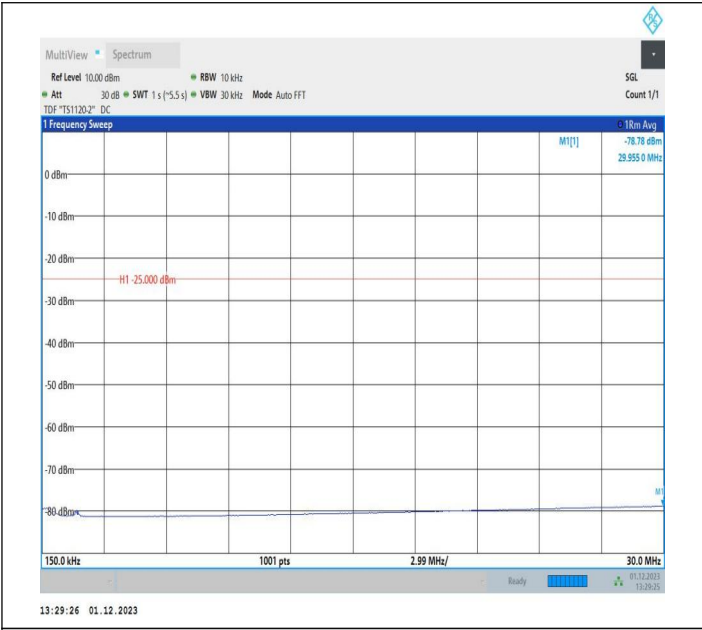 MultiView Spectrum
Ref Level 10.00 dBm RBW 10 kHz SGL
Att 30 dB SWT 1 s (~5.5 s) VBW 30 kHz Mode Auto FFT Count 1/1
TDF "TS1120-2" DC
1 Frequency Sweep 1Rm Avg
M1[1] -78.78 dBm
29.955 0 MHz
0 dBm
-10 dBm
-20 dBm
H1 -25.000 dBm
-30 dBm
-40 dBm
-50 dBm
-60 dBm
-70 dBm
M1
-80 dBm
150.0 kHz 1001 pts 2.99 MHz/ 30.0 MHz
Ready 01.12.2023
13:29:25
13:29:26 01.12.2023